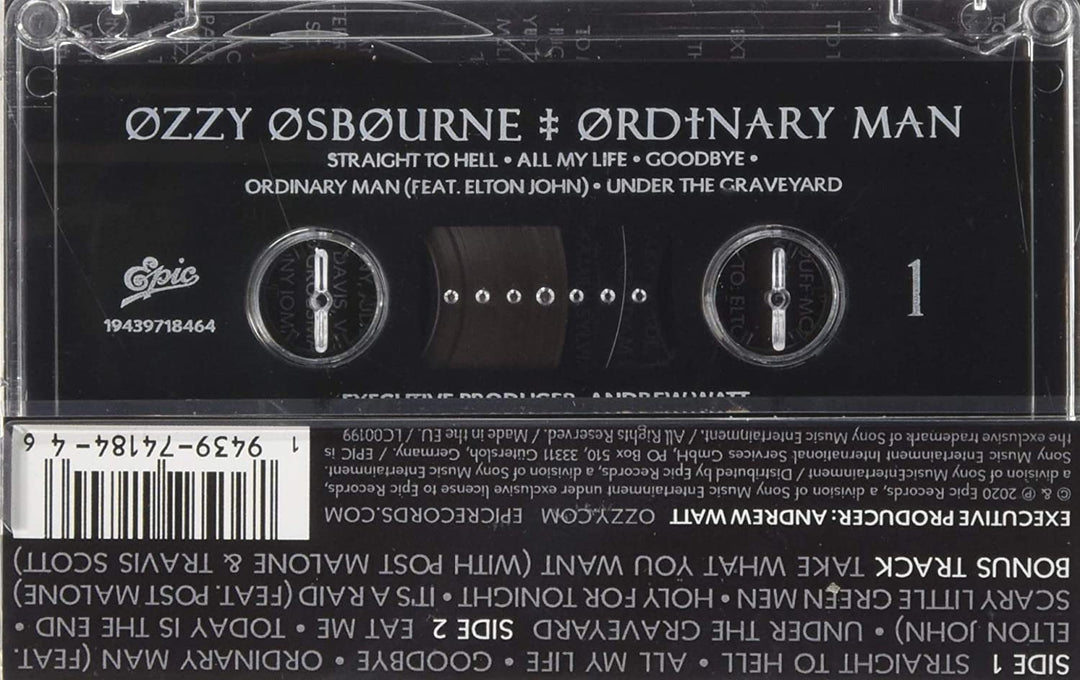 ØZZY ØSBØURNE ‡ ØRD†NARY MAN
STRAIGHT TO HELL • ALL MY LIFE • GOODBYE •
ORDINARY MAN (FEAT. ELTON JOHN) • UNDER THE GRAVEYARD
Epic
19439718464
1
EXECUTIVE PRODUCER: ANDREW WATT
SIDE 1 STRAIGHT TO HELL • ALL MY LIFE • GOODBYE • ORDINARY MAN (FEAT.
ELTON JOHN) • UNDER THE GRAVEYARD SIDE 2 EAT ME • TODAY IS THE END •
SCARY LITTLE GREEN MEN • HOLY FOR TONIGHT • IT'S A RAID (FEAT. POST MALONE)
BONUS TRACK TAKE WHAT YOU WANT (WITH POST MALONE & TRAVIS SCOTT)
EXECUTIVE PRODUCER: ANDREW WATT OZZY.COM EPICRECORDS.COM
© & ℗ 2020 Epic Records, a division of Sony Music Entertainment under exclusive license to Epic Records,
a division of Sony MusicEntertainment / Distributed by Epic Records, a division of Sony Music Entertainment.
Sony Music Entertainment International Services GmbH, PO Box 510, 33311 Gütersloh, Germany. / EPIC is
the exclusive trademark of Sony Music Entertainment. / All Rights Reserved. / Made in the EU. / LC00199
1 9439-74184-4 6